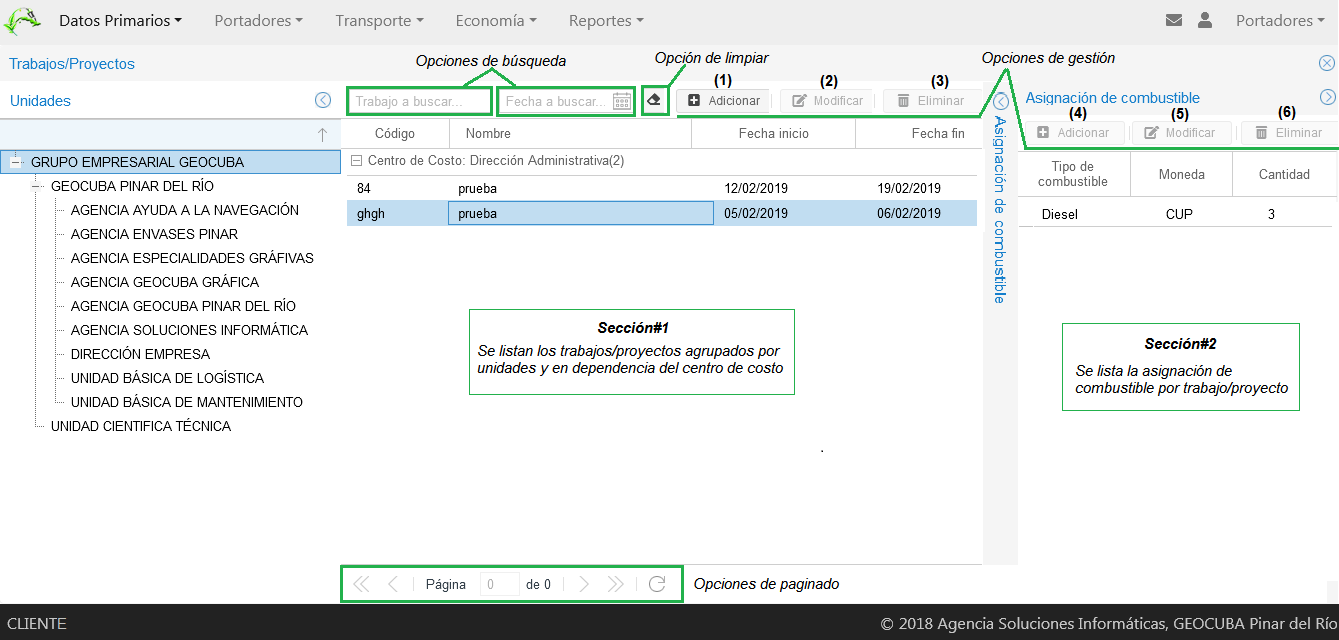 Datos Primarios Portadores Transporte Economía Reportes Portadores
Trabajos/Proyectos
Opciones de búsqueda
Opción de limpiar
Opciones de gestión
Unidades
Trabajo a buscar...
Fecha a buscar...
(1)
Adicionar
(2)
Modificar
(3)
Eliminar
Código Nombre Fecha inicio Fecha fin
Centro de Costo: Dirección Administrativa(2)
84 prueba 12/02/2019 19/02/2019
ghgh prueba 05/02/2019 06/02/2019
GRUPO EMPRESARIAL GEOCUBA
GEOCUBA PINAR DEL RÍO
AGENCIA AYUDA A LA NAVEGACIÓN
AGENCIA ENVASES PINAR
AGENCIA ESPECIALIDADES GRÁFIVAS
AGENCIA GEOCUBA GRÁFICA
AGENCIA GEOCUBA PINAR DEL RÍO
AGENCIA SOLUCIONES INFORMÁTICA
DIRECCIÓN EMPRESA
UNIDAD BÁSICA DE LOGÍSTICA
UNIDAD BÁSICA DE MANTENIMIENTO
UNIDAD CIENTIFICA TÉCNICA
Sección#1
Se listan los trabajos/proyectos agrupados por
unidades y en dependencia del centro de costo
Asignación de combustible
Asignación de combustible
(4)
Adicionar
(5)
Modificar
(6)
Eliminar
Tipo de
combustible
Moneda
Cantidad
Diesel CUP 3
Sección#2
Se lista la asignación de
combustible por trabajo/proyecto
Página 0 de 0
Opciones de paginado
CLIENTE
© 2018 Agencia Soluciones Informáticas, GEOCUBA Pinar del Río